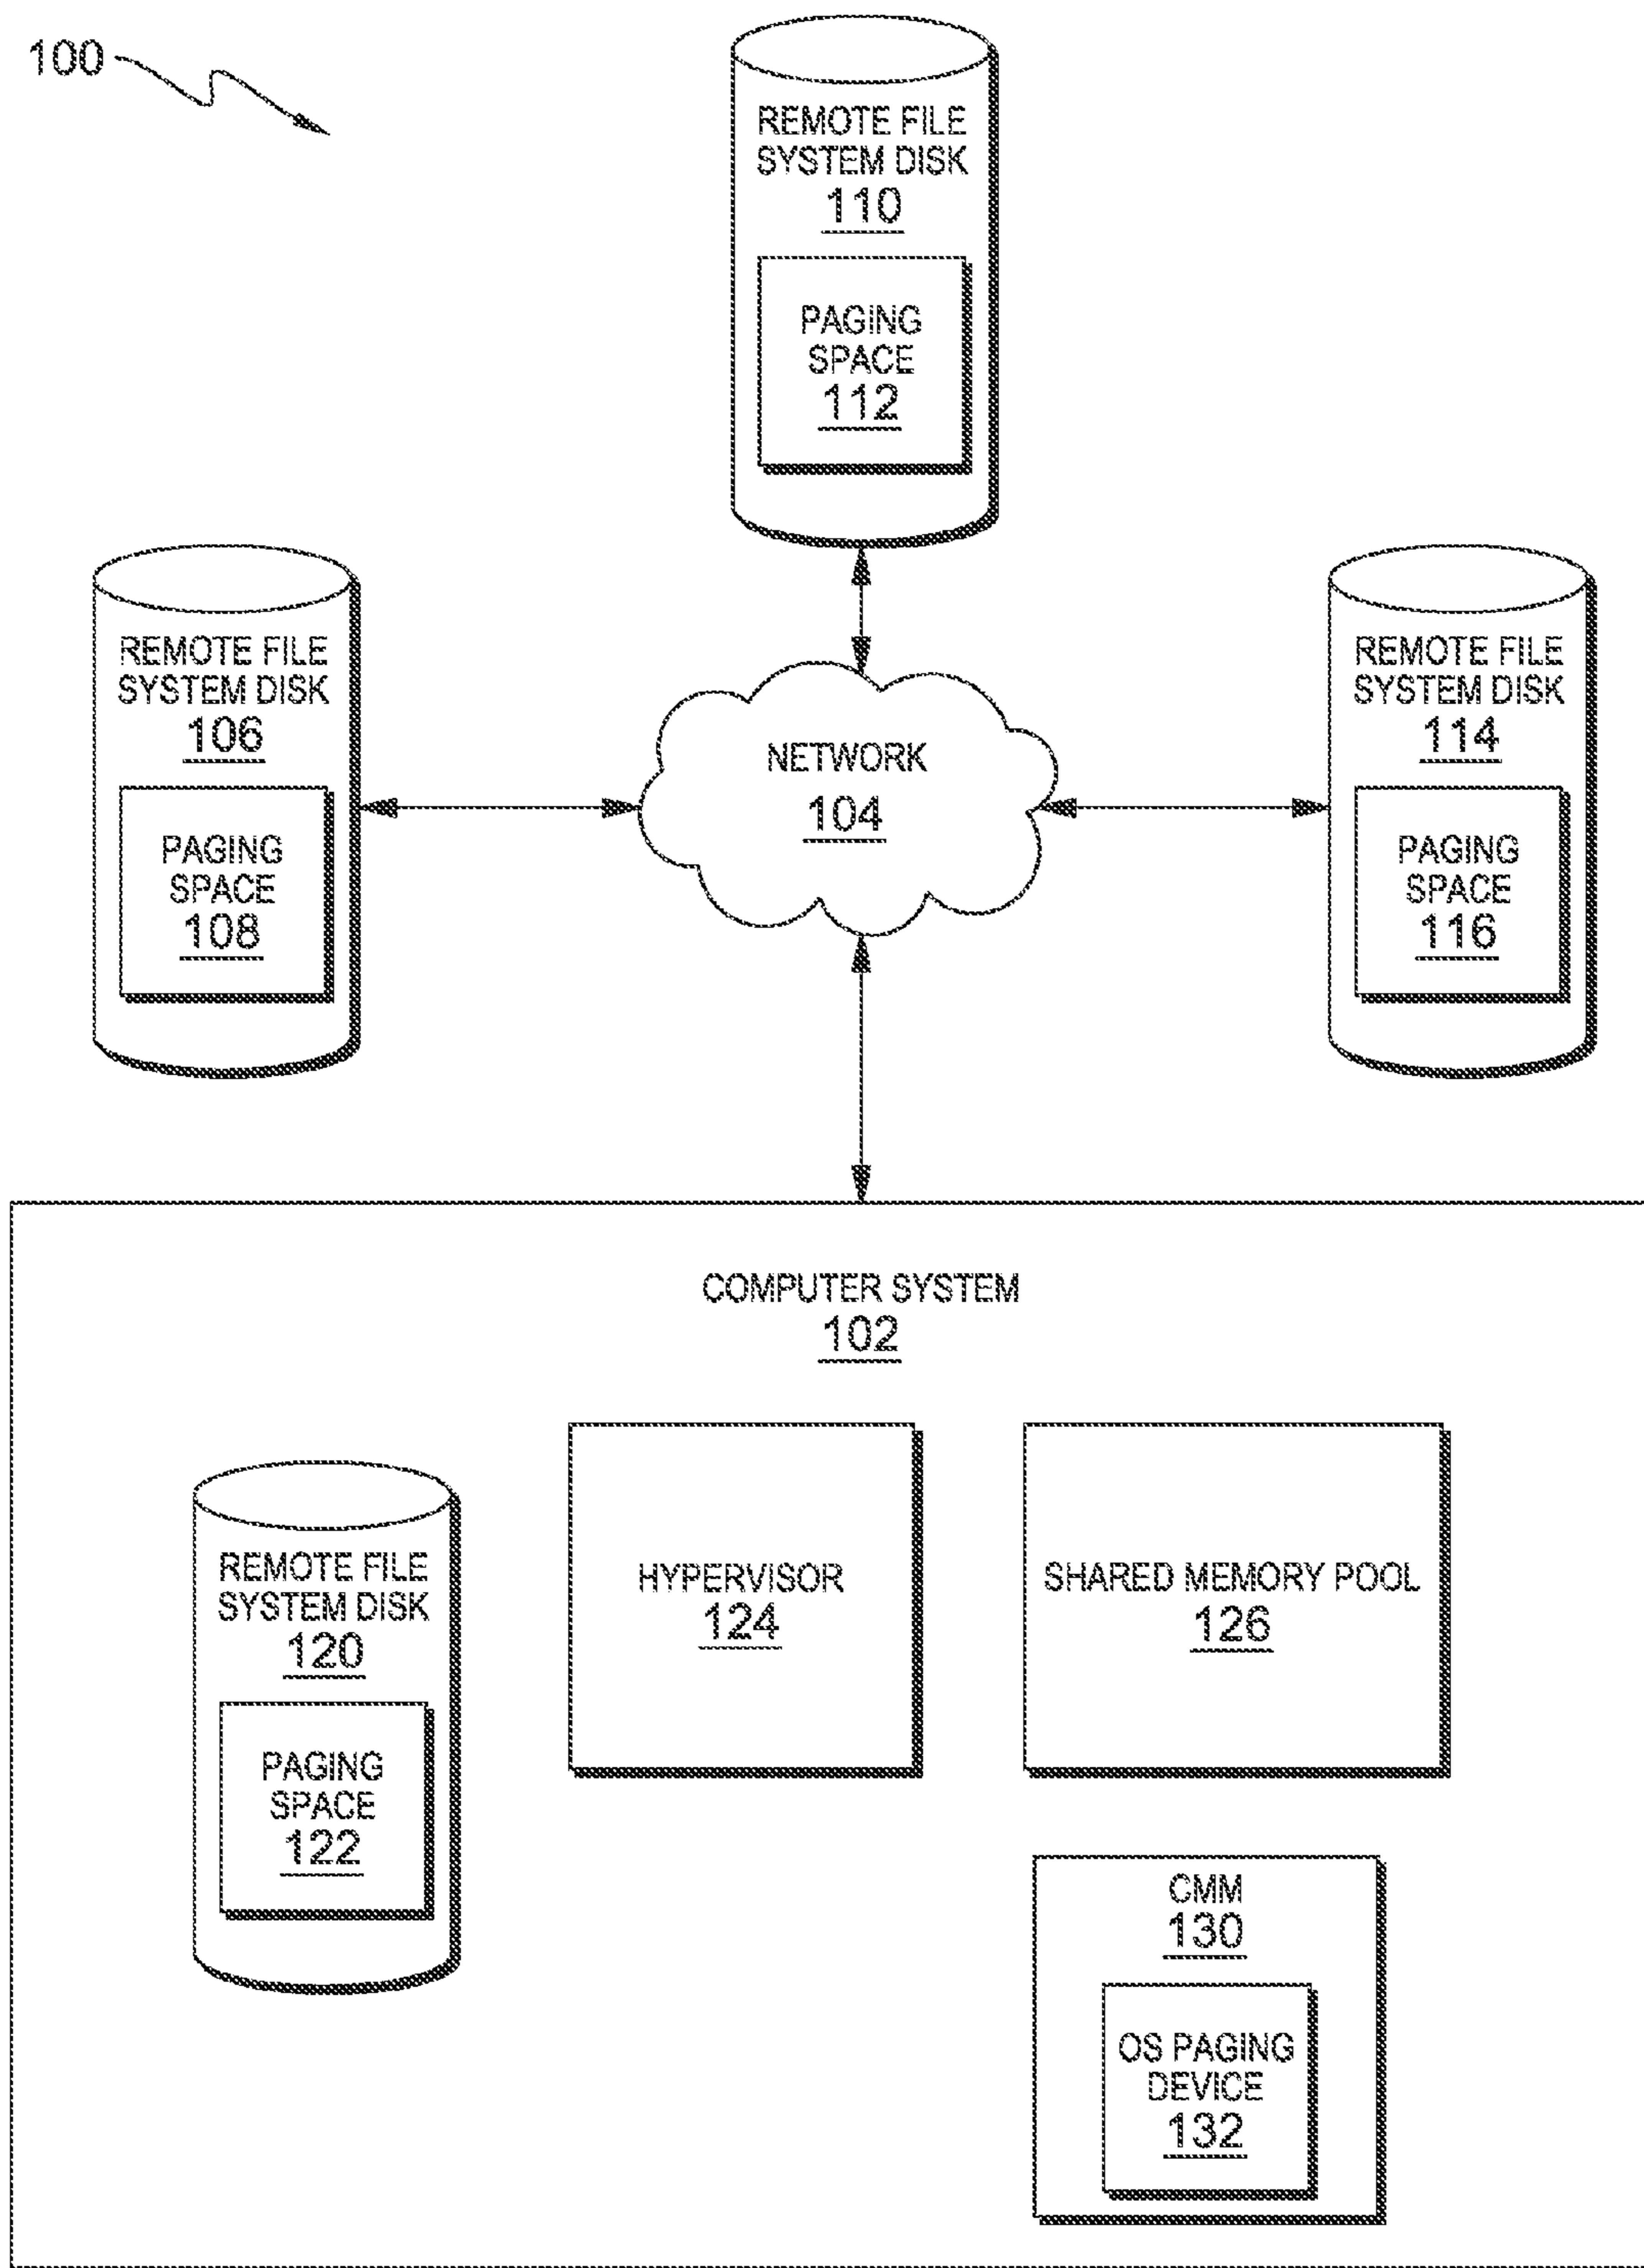 100
REMOTE FILE
SYSTEM DISK
110
PAGING
SPACE
112
REMOTE FILE
SYSTEM DISK
106
PAGING
SPACE
108
NETWORK
104
REMOTE FILE
SYSTEM DISK
114
PAGING
SPACE
116
COMPUTER SYSTEM
102
REMOTE FILE
SYSTEM DISK
120
PAGING
SPACE
122
HYPERVISOR
124
SHARED MEMORY POOL
126
CMM
130
OS PAGING
DEVICE
132